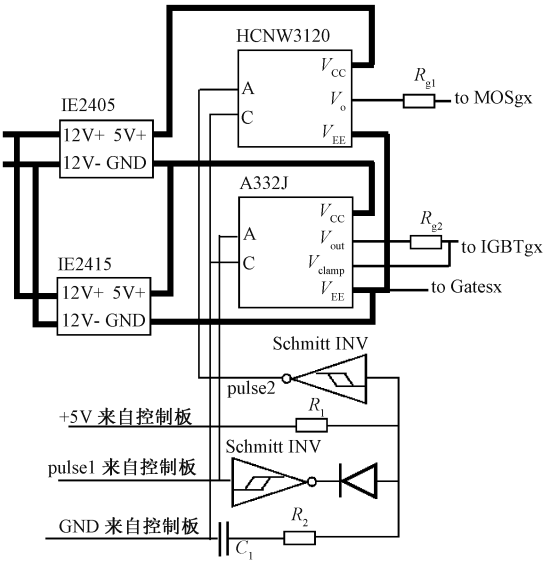 HCNW3120
A
C
V_CC
V_o
V_EE
R_g1
to MOSgx
IE2405
12V+ 5V+
12V- GND
A332J
A
C
V_CC
V_out
V_clamp
V_EE
R_g2
to IGBTgx
to Gatesx
IE2415
12V+ 5V+
12V- GND
Schmitt INV
pulse2
+5V 来自控制板
R_1
Schmitt INV
pulse1 来自控制板
GND 来自控制板
C_1
R_2